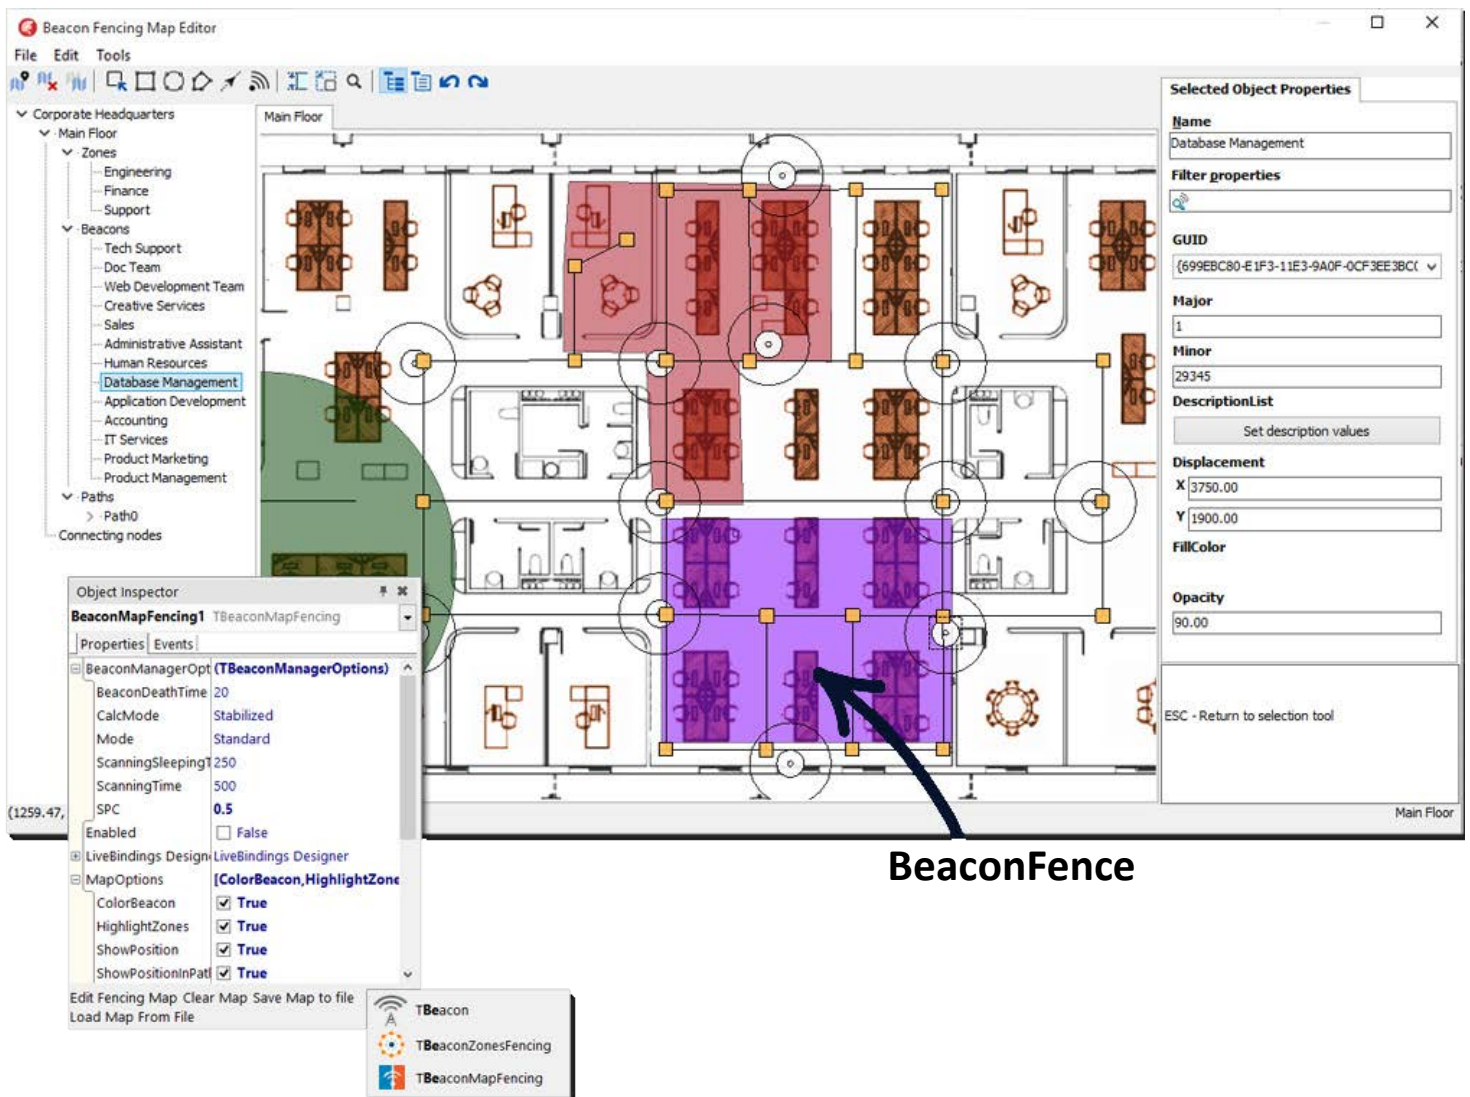 Beacon Fencing Map Editor
File Edit Tools
Corporate Headquarters
Main Floor
Zones
Engineering
Finance
Support
Beacons
Tech Support
Doc Team
Web Development Team
Creative Services
Sales
Administrative Assistant
Human Resources
Database Management
Application Development
Accounting
IT Services
Product Marketing
Product Management
Paths
Path0
Connecting nodes
Main Floor
Selected Object Properties
Name
Database Management
Filter properties
GUID
{699EBC80-E1F3-11E3-9A0F-0CF3EE3BC(
Major
1
Minor
29345
DescriptionList
Set description values
Displacement
X 3750.00
Y 1900.00
FillColor
Opacity
90.00
ESC - Return to selection tool
(1259.47,
Main Floor
Object Inspector
BeaconMapFencing1 TBeaconMapFencing
Properties Events
BeaconManagerOpt (TBeaconManagerOptions)
BeaconDeathTime 20
CalcMode Stabilized
Mode Standard
ScanningSleepingT 250
ScanningTime 500
SPC 0.5
Enabled False
LiveBindings Design LiveBindings Designer
MapOptions [ColorBeacon,HighlightZone
ColorBeacon True
HighlightZones True
ShowPosition True
ShowPositionInPatl True
Edit Fencing Map Clear Map Save Map to file
Load Map From File
TBeacon
TBeaconZonesFencing
TBeaconMapFencing
BeaconFence